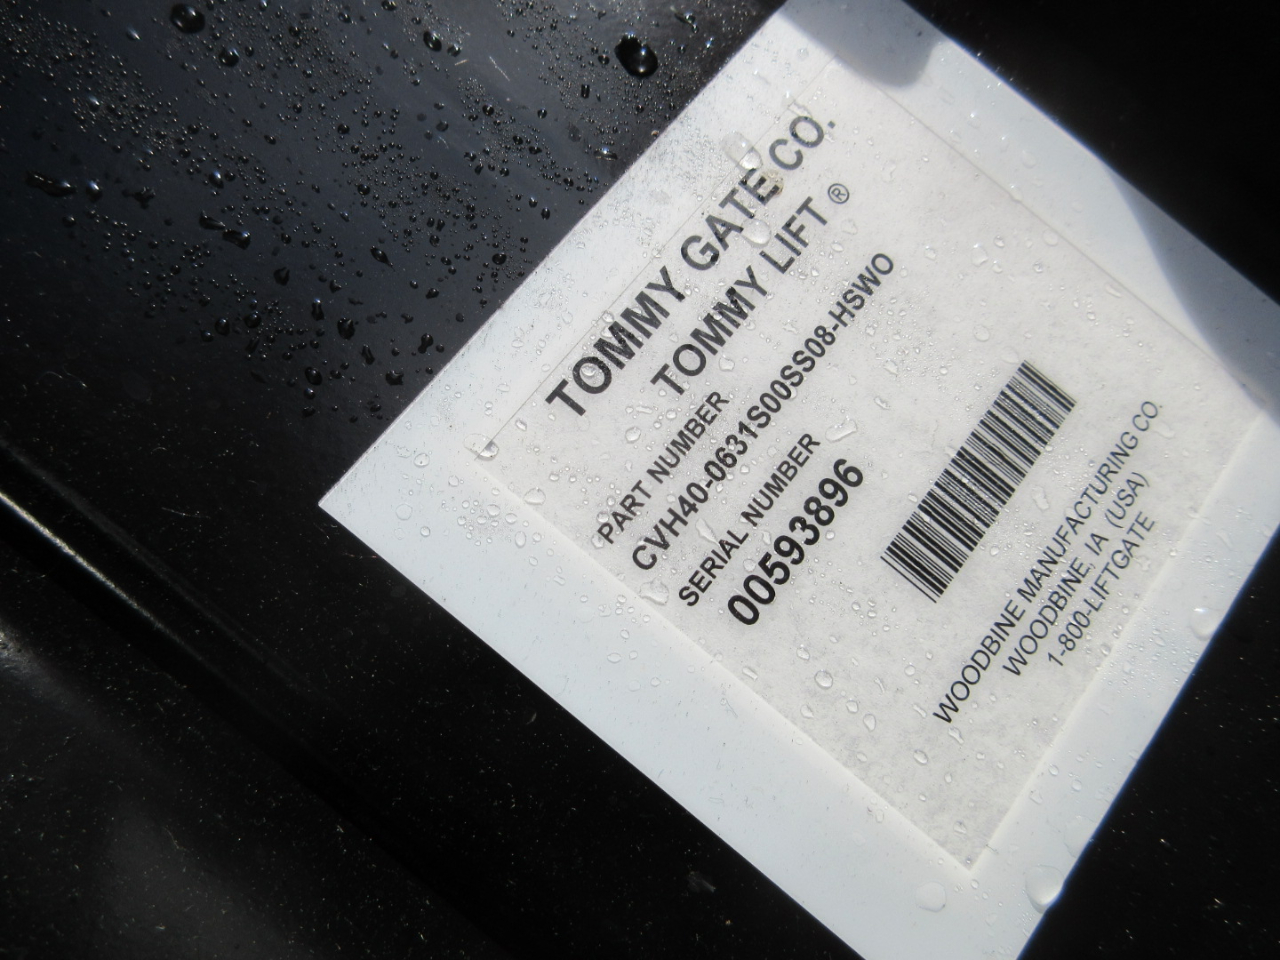 TOMMY GATE CO.
TOMMY LIFT ®
PART NUMBER
CVH40-0631S00SS08-HSWO
SERIAL NUMBER
00593896
WOODBINE MANUFACTURING CO.
WOODBINE, IA (USA)
1-800-LIFTGATE